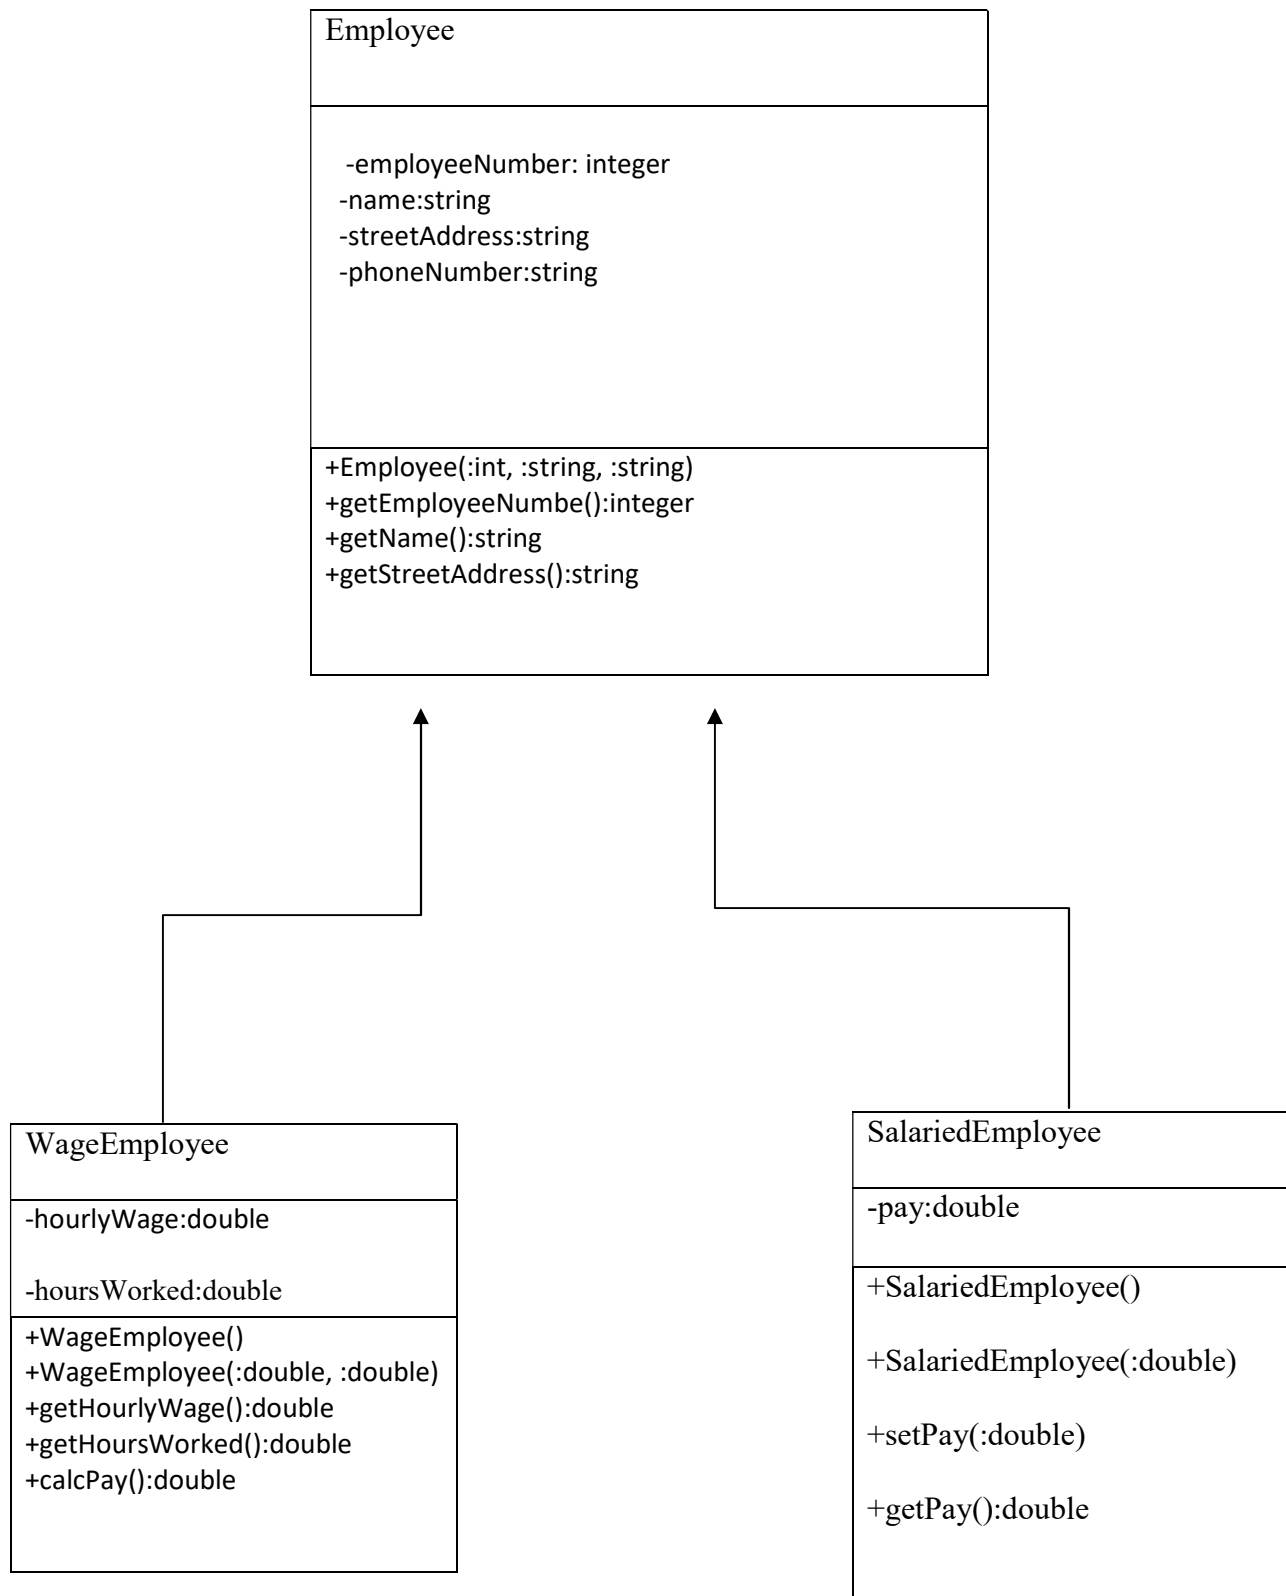 Employee
-employeeNumber: integer
-name:string
-streetAddress:string
-phoneNumber:string
+Employee(:int, :string, :string)
+getEmployeeNumbe():integer
+getName():string
+getStreetAddress():string
WageEmployee
-hourlyWage:double
-hoursWorked:double
+WageEmployee()
+WageEmployee(:double, :double)
+getHourlyWage():double
+getHoursWorked():double
+calcPay():double
SalariedEmployee
-pay:double
+SalariedEmployee()
+SalariedEmployee(:double)
+setPay(:double)
+getPay():double